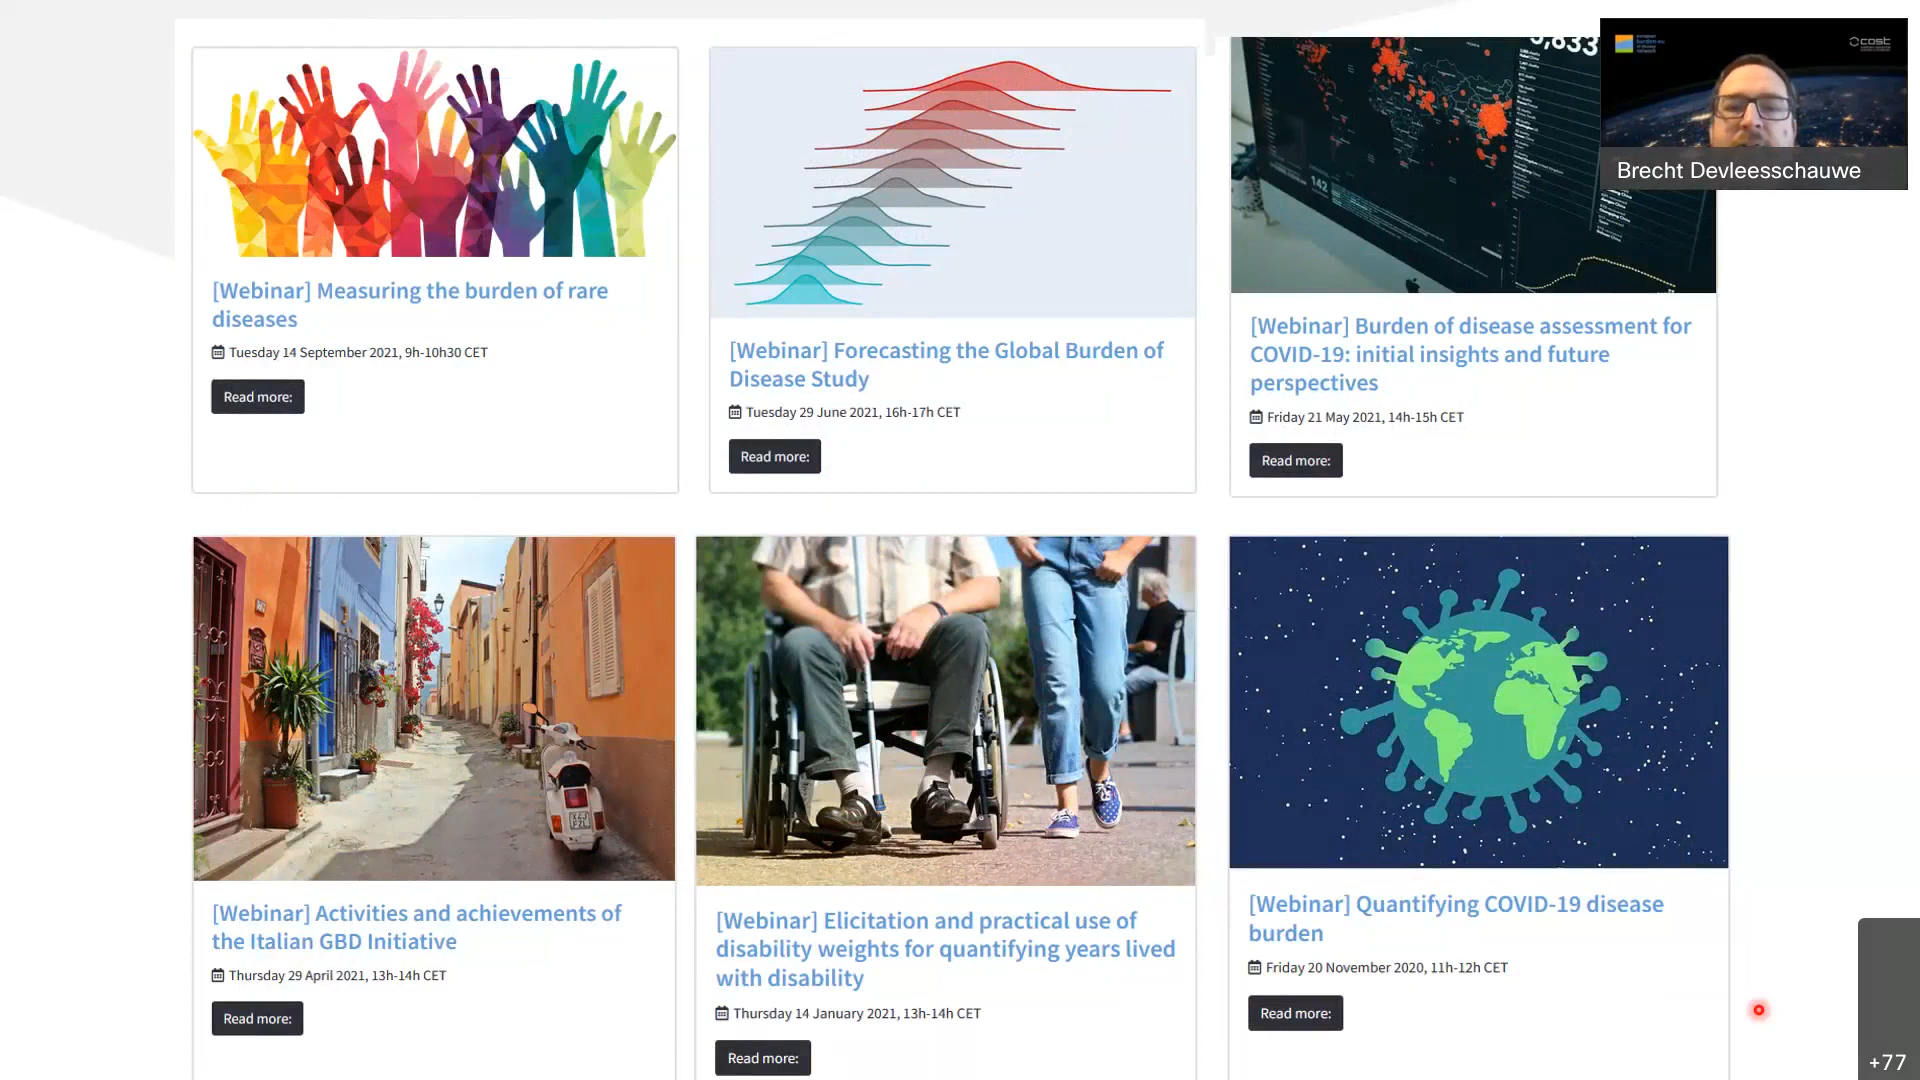 [Webinar] Measuring the burden of rare
diseases
Tuesday 14 September 2021, 9h-10h30 CET
Read more:
[Webinar] Forecasting the Global Burden of
Disease Study
Tuesday 29 June 2021, 16h-17h CET
Read more:
142
[Webinar] Burden of disease assessment for
COVID-19: initial insights and future
perspectives
Friday 21 May 2021, 14h-15h CET
Read more:
cost
Brecht Devleesschauwe
[Webinar] Activities and achievements of
the Italian GBD Initiative
Thursday 29 April 2021, 13h-14h CET
Read more:
[Webinar] Elicitation and practical use of
disability weights for quantifying years lived
with disability
Thursday 14 January 2021, 13h-14h CET
Read more:
[Webinar] Quantifying COVID-19 disease
burden
Friday 20 November 2020, 11h-12h CET
Read more:
+77